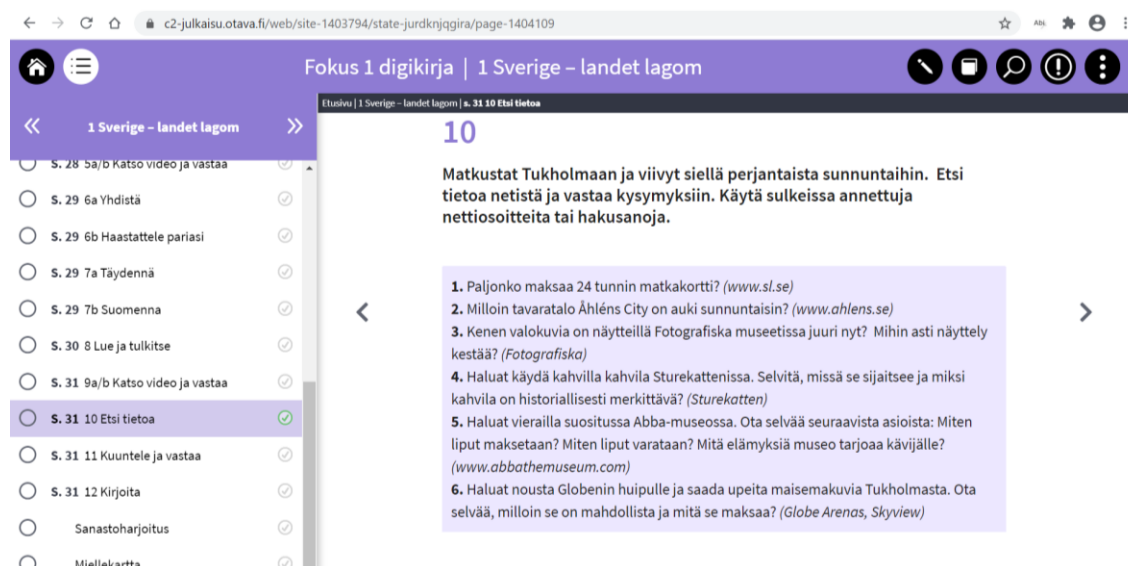 c2-julkaisu.otava.fi/web/site-1403794/state-jurdknjqgira/page-1404109
Fokus 1 digikirja | 1 Sverige – landet lagom
Etusivu | 1 Sverige – landet lagom | s. 31 10 Etsi tieto
1 Sverige – landet lagom
S. 28 5a/b Katso video ja vastaa
S. 29 6a Yhdistä
S. 29 6b Haastattele pariasi
S. 29 7a Täydennä
S. 29 7b Suomenna
S. 30 8 Lue ja tulkitse
S. 31 9a/b Katso video ja vastaa
S. 31 10 Etsi tietoa
S. 31 11 Kuuntele ja vastaa
S. 31 12 Kirjoita
Sanastoharjoitus
Miellekartta
10
Matkustat Tukholmaan ja viivyt siellä perjantaista sunnuntaihin. Etsi
tietoa netistä ja vastaa kysymyksiin. Käytä sulkeissa annettuja
nettiosoitteita tai hakusanoja.
1. Paljonko maksaa 24 tunnin matkakortti? (www.sl.se)
2. Milloin tavaratalo Åhléns City on auki sunnuntaisin? (www.ahlens.se)
3. Kenen valokuvia on näytteillä Fotografiska museetissa juuri nyt? Mihin asti näyttely
kestää? (Fotografiska)
4. Haluat käydä kahvilla kahvila Sturekattenissa. Selvitä, missä se sijaitsee ja miksi
kahvila on historiallisesti merkittävä? (Sturekatten)
5. Haluat vierailla suositussa Abba-museossa. Ota selvää seuraavista asioista: Miten
liput maksetaan? Miten liput varataan? Mitä elämyksiä museo tarjoaa kävijälle?
(www.abbathemuseum.com)
6. Haluat nousta Globenin huipulle ja saada upeita maisemakuvia Tukholmasta. Ota
selvää, milloin se on mahdollista ja mitä se maksaa? (Globe Arenas, Skyview)